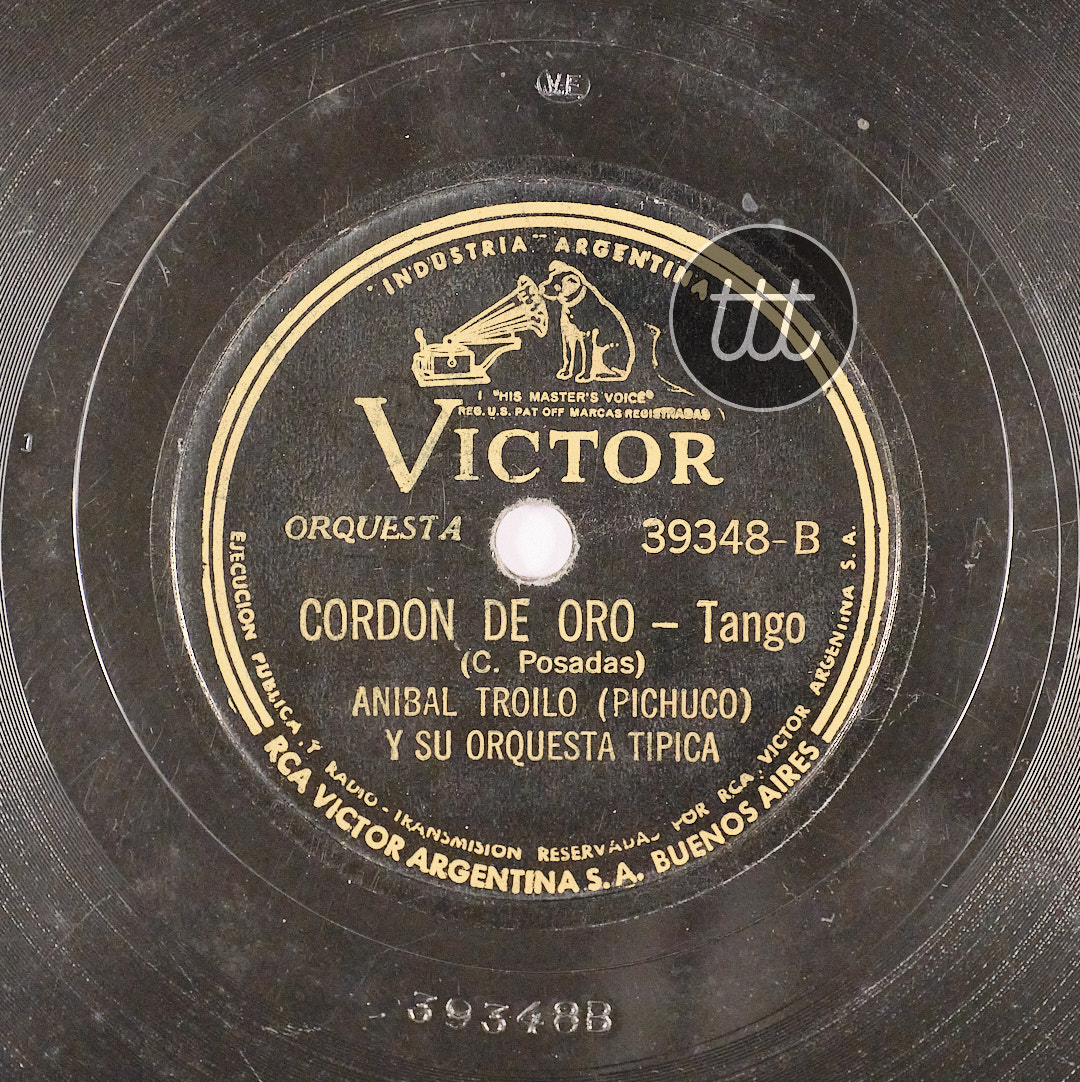 V.E
"INDUSTRIA ARGENTINA"
ttt
"HIS MASTER'S VOICE"
REG. U.S. PAT OFF MARCAS REGISTRADAS
VICTOR
ORQUESTA
39348-B
CORDON DE ORO – Tango
(C. Posadas)
ANIBAL TROILO (PICHUCO)
Y SU ORQUESTA TIPICA
EJECUCION PUBLICA Y RADIO-TRANSMISION RESERVADAS POR RCA VICTOR ARGENTINA S. A.
RCA VICTOR ARGENTINA S. A. BUENOS AIRES
39348B